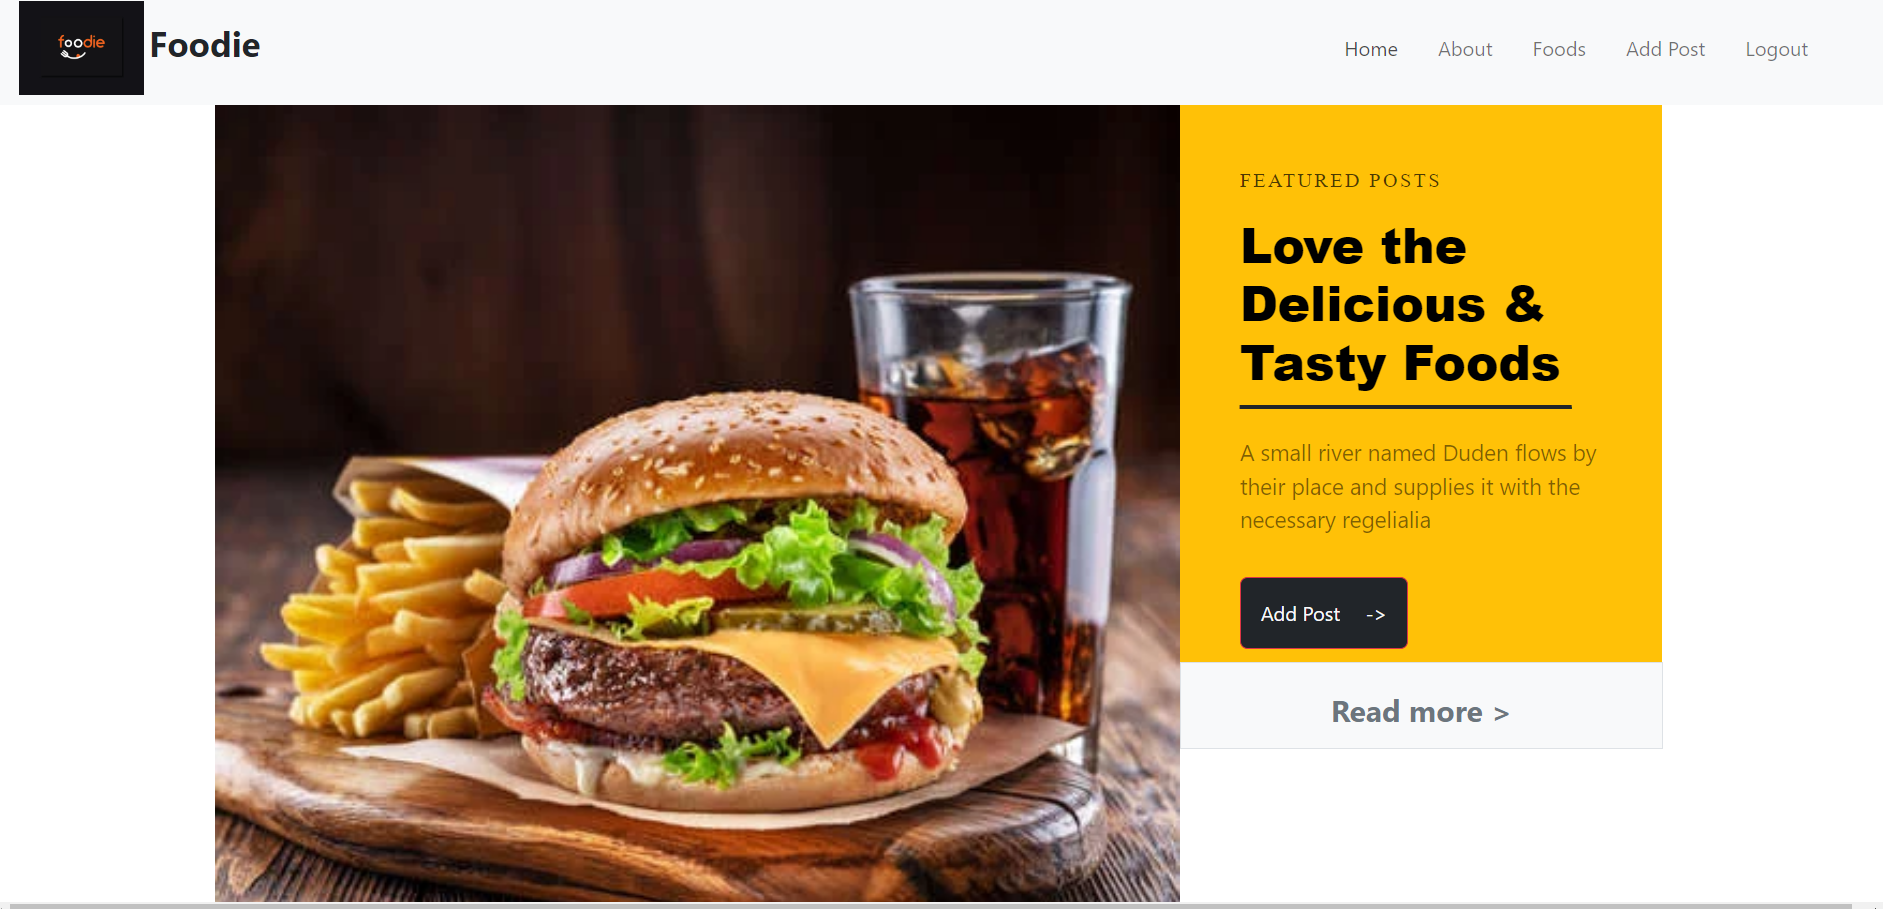 foodie
Foodie
Home
About
Foods
Add Post
Logout
FEATURED POSTS
Love the
Delicious &
Tasty Foods
A small river named Duden flows by
their place and supplies it with the
necessary regelialia
Add Post ->
Read more >